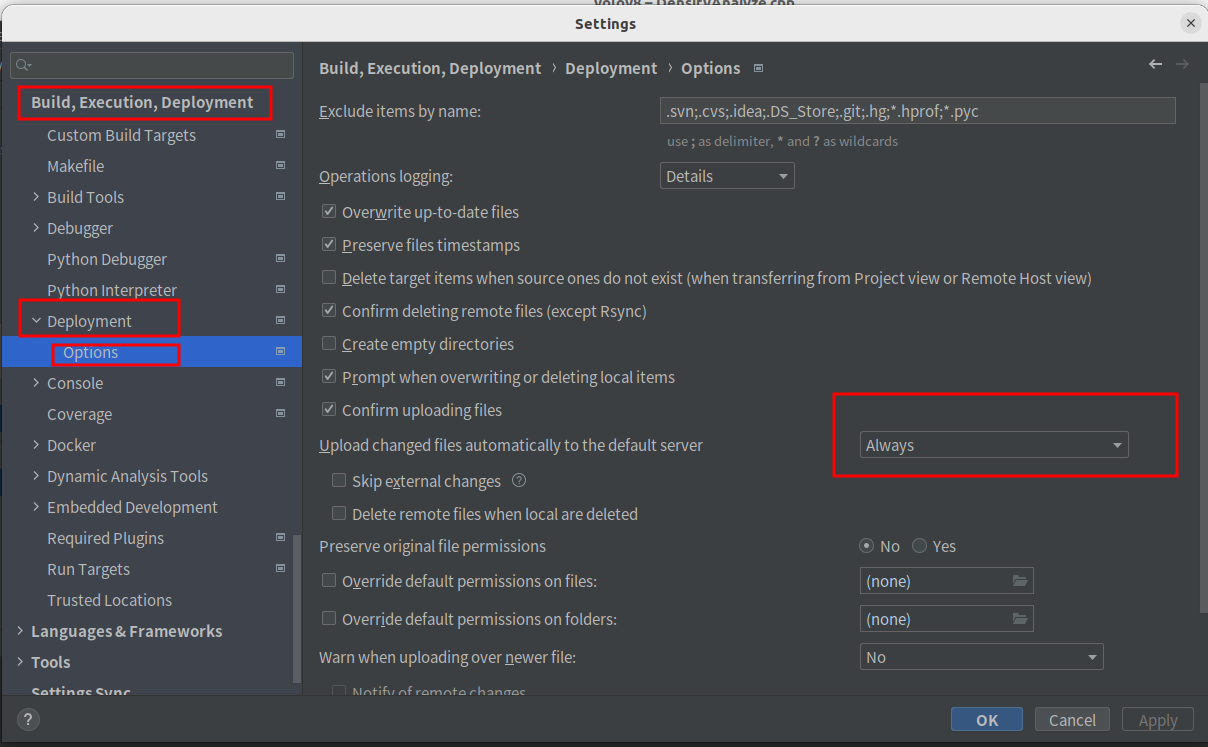 yolov8 – DensityAnalyze.cpp
Settings
Build, Execution, Deployment
Custom Build Targets
Makefile
Build Tools
Debugger
Python Debugger
Python Interpreter
Deployment
Options
Console
Coverage
Docker
Dynamic Analysis Tools
Embedded Development
Required Plugins
Run Targets
Trusted Locations
Languages & Frameworks
Tools
Settings Sync
Build, Execution, Deployment › Deployment › Options
Exclude items by name: .svn;.cvs;.idea;.DS_Store;.git;.hg;*.hprof;*.pyc
use ; as delimiter, * and ? as wildcards
Operations logging: Details
Overwrite up-to-date files
Preserve files timestamps
Delete target items when source ones do not exist (when transferring from Project view or Remote Host view)
Confirm deleting remote files (except Rsync)
Create empty directories
Prompt when overwriting or deleting local items
Confirm uploading files
Upload changed files automatically to the default server Always
Skip external changes ?
Delete remote files when local are deleted
Preserve original file permissions No Yes
Override default permissions on files: (none)
Override default permissions on folders: (none)
Warn when uploading over newer file: No
Notify of remote changes
? OK Cancel Apply